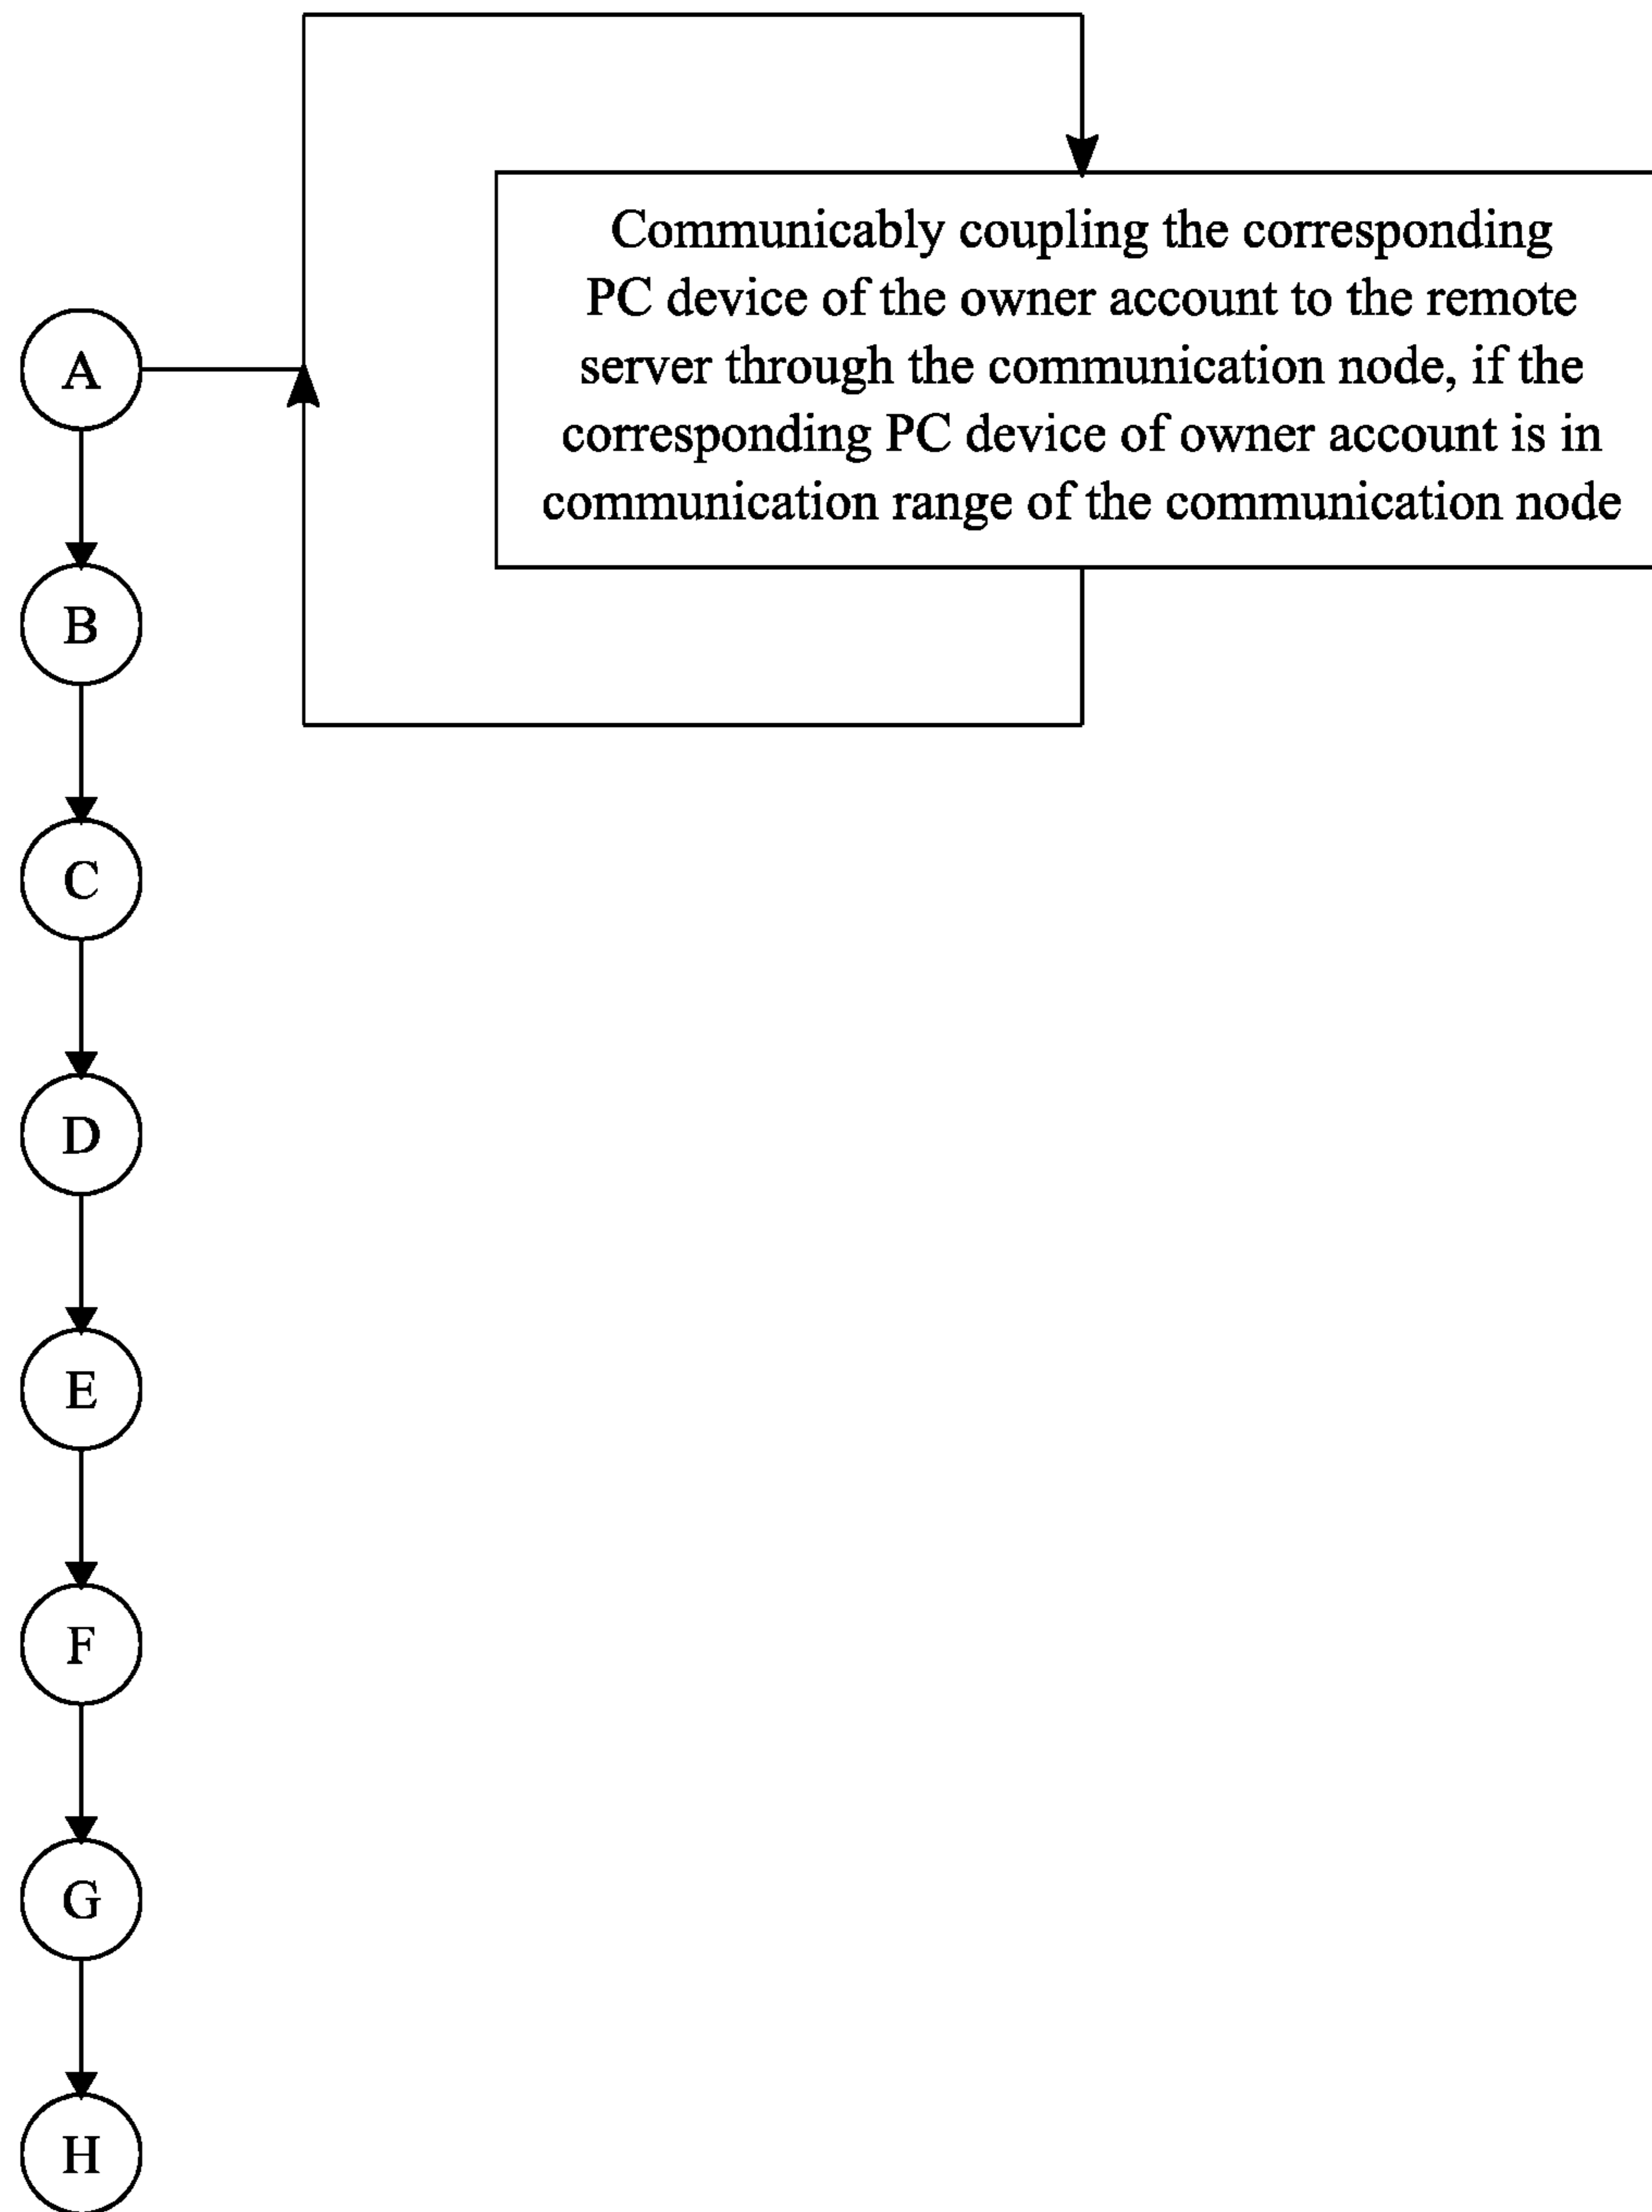 Communicably coupling the corresponding
PC device of the owner account to the remote
server through the communication node, if the
corresponding PC device of owner account is in
communication range of the communication node
A
B
C
D
E
F
G
H